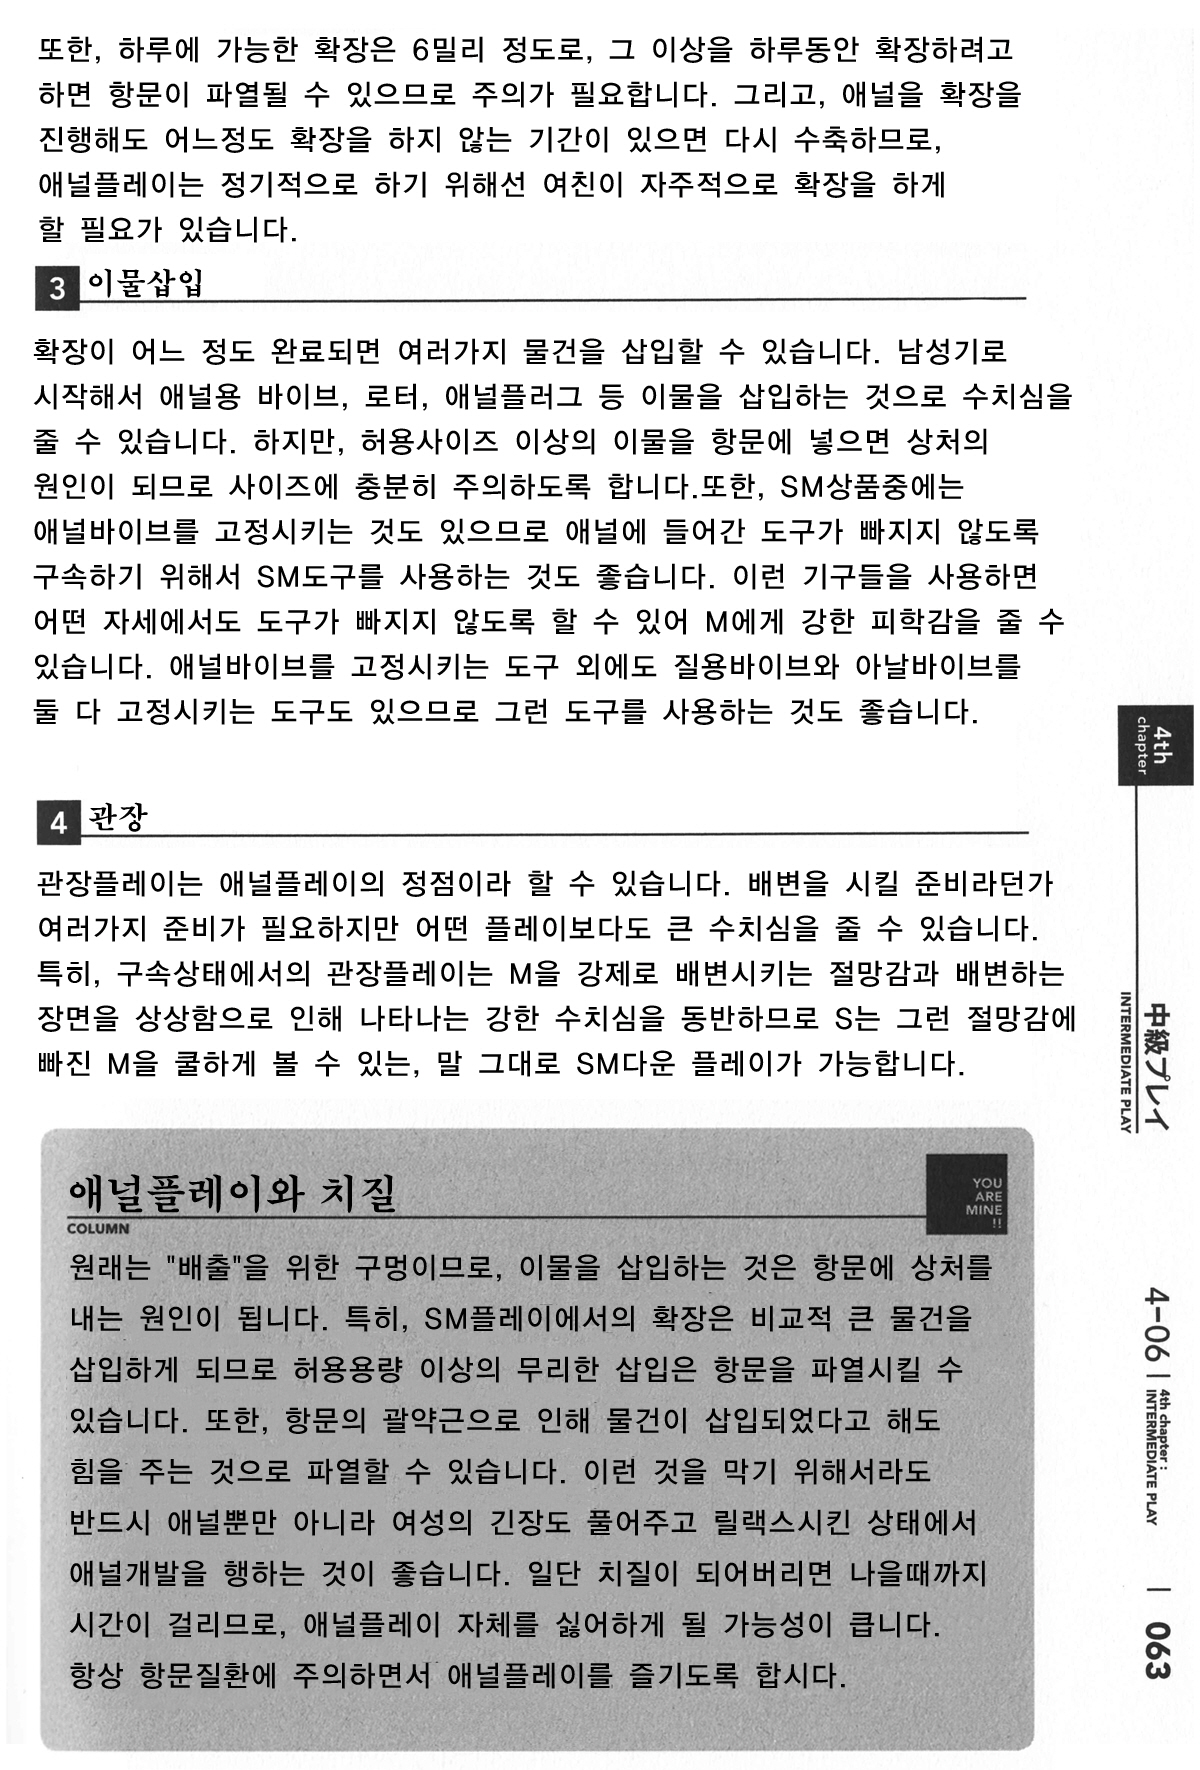 또한, 하루에 가능한 확장은 6밀리 정도로, 그 이상을 하루동안 확장하려고
하면 항문이 파열될 수 있으므로 주의가 필요합니다. 그리고, 애널을 확장을
진행해도 어느정도 확장을 하지 않는 기간이 있으면 다시 수축하므로,
애널플레이는 정기적으로 하기 위해선 여친이 자주적으로 확장을 하게
할 필요가 있습니다.
3 이물삽입
확장이 어느 정도 완료되면 여러가지 물건을 삽입할 수 있습니다. 남성기로
시작해서 애널용 바이브, 로터, 애널플러그 등 이물을 삽입하는 것으로 수치심을
줄 수 있습니다. 하지만, 허용사이즈 이상의 이물을 항문에 넣으면 상처의
원인이 되므로 사이즈에 충분히 주의하도록 합니다.또한, SM상품중에는
애널바이브를 고정시키는 것도 있으므로 애널에 들어간 도구가 빠지지 않도록
구속하기 위해서 SM도구를 사용하는 것도 좋습니다. 이런 기구들을 사용하면
어떤 자세에서도 도구가 빠지지 않도록 할 수 있어 M에게 강한 피학감을 줄 수
있습니다. 애널바이브를 고정시키는 도구 외에도 질용바이브와 아날바이브를
둘 다 고정시키는 도구도 있으므로 그런 도구를 사용하는 것도 좋습니다.
4 관장
관장플레이는 애널플레이의 정점이라 할 수 있습니다. 배변을 시킬 준비라던가
여러가지 준비가 필요하지만 어떤 플레이보다도 큰 수치심을 줄 수 있습니다.
특히, 구속상태에서의 관장플레이는 M을 강제로 배변시키는 절망감과 배변하는
장면을 상상함으로 인해 나타나는 강한 수치심을 동반하므로 S는 그런 절망감에
빠진 M을 쿨하게 볼 수 있는, 말 그대로 SM다운 플레이가 가능합니다.
애널플레이와 치질
COLUMN
YOU
ARE
MINE
!!
원래는 "배출"을 위한 구멍이므로, 이물을 삽입하는 것은 항문에 상처를
내는 원인이 됩니다. 특히, SM플레이에서의 확장은 비교적 큰 물건을
삽입하게 되므로 허용용량 이상의 무리한 삽입은 항문을 파열시킬 수
있습니다. 또한, 항문의 괄약근으로 인해 물건이 삽입되었다고 해도
힘을 주는 것으로 파열할 수 있습니다. 이런 것을 막기 위해서라도
반드시 애널뿐만 아니라 여성의 긴장도 풀어주고 릴랙스시킨 상태에서
애널개발을 행하는 것이 좋습니다. 일단 치질이 되어버리면 나을때까지
시간이 걸리므로, 애널플레이 자체를 싫어하게 될 가능성이 큽니다.
항상 항문질환에 주의하면서 애널플레이를 즐기도록 합시다.
4th
chapter
中級プレイ
INTERMEDIATE PLAY
4-06
4th chapter :
INTERMEDIATE PLAY
063